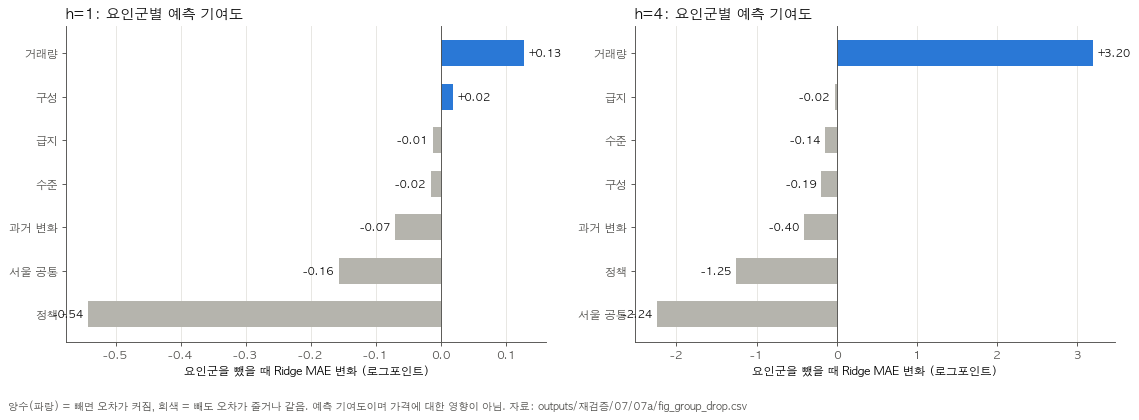 h=1: 요인군별 예측 기여도
거래량
+0.13
구성
+0.02
급지
-0.01
수준
-0.02
과거 변화
-0.07
서울 공통
-0.16
정책
-0.54
-0.5 -0.4 -0.3 -0.2 -0.1 0.0 0.1
요인군을 뺐을 때 Ridge MAE 변화 (로그포인트)
h=4: 요인군별 예측 기여도
거래량
+3.20
급지
-0.02
수준
-0.14
구성
-0.19
과거 변화
-0.40
정책
-1.25
서울 공통
-2.24
-2 -1 0 1 2 3
요인군을 뺐을 때 Ridge MAE 변화 (로그포인트)
양수(파랑) = 빼면 오차가 커짐, 회색 = 빼도 오차가 줄거나 같음. 예측 기여도이며 가격에 대한 영향이 아님. 자료: outputs/재검증/07/07a/fig_group_drop.csv